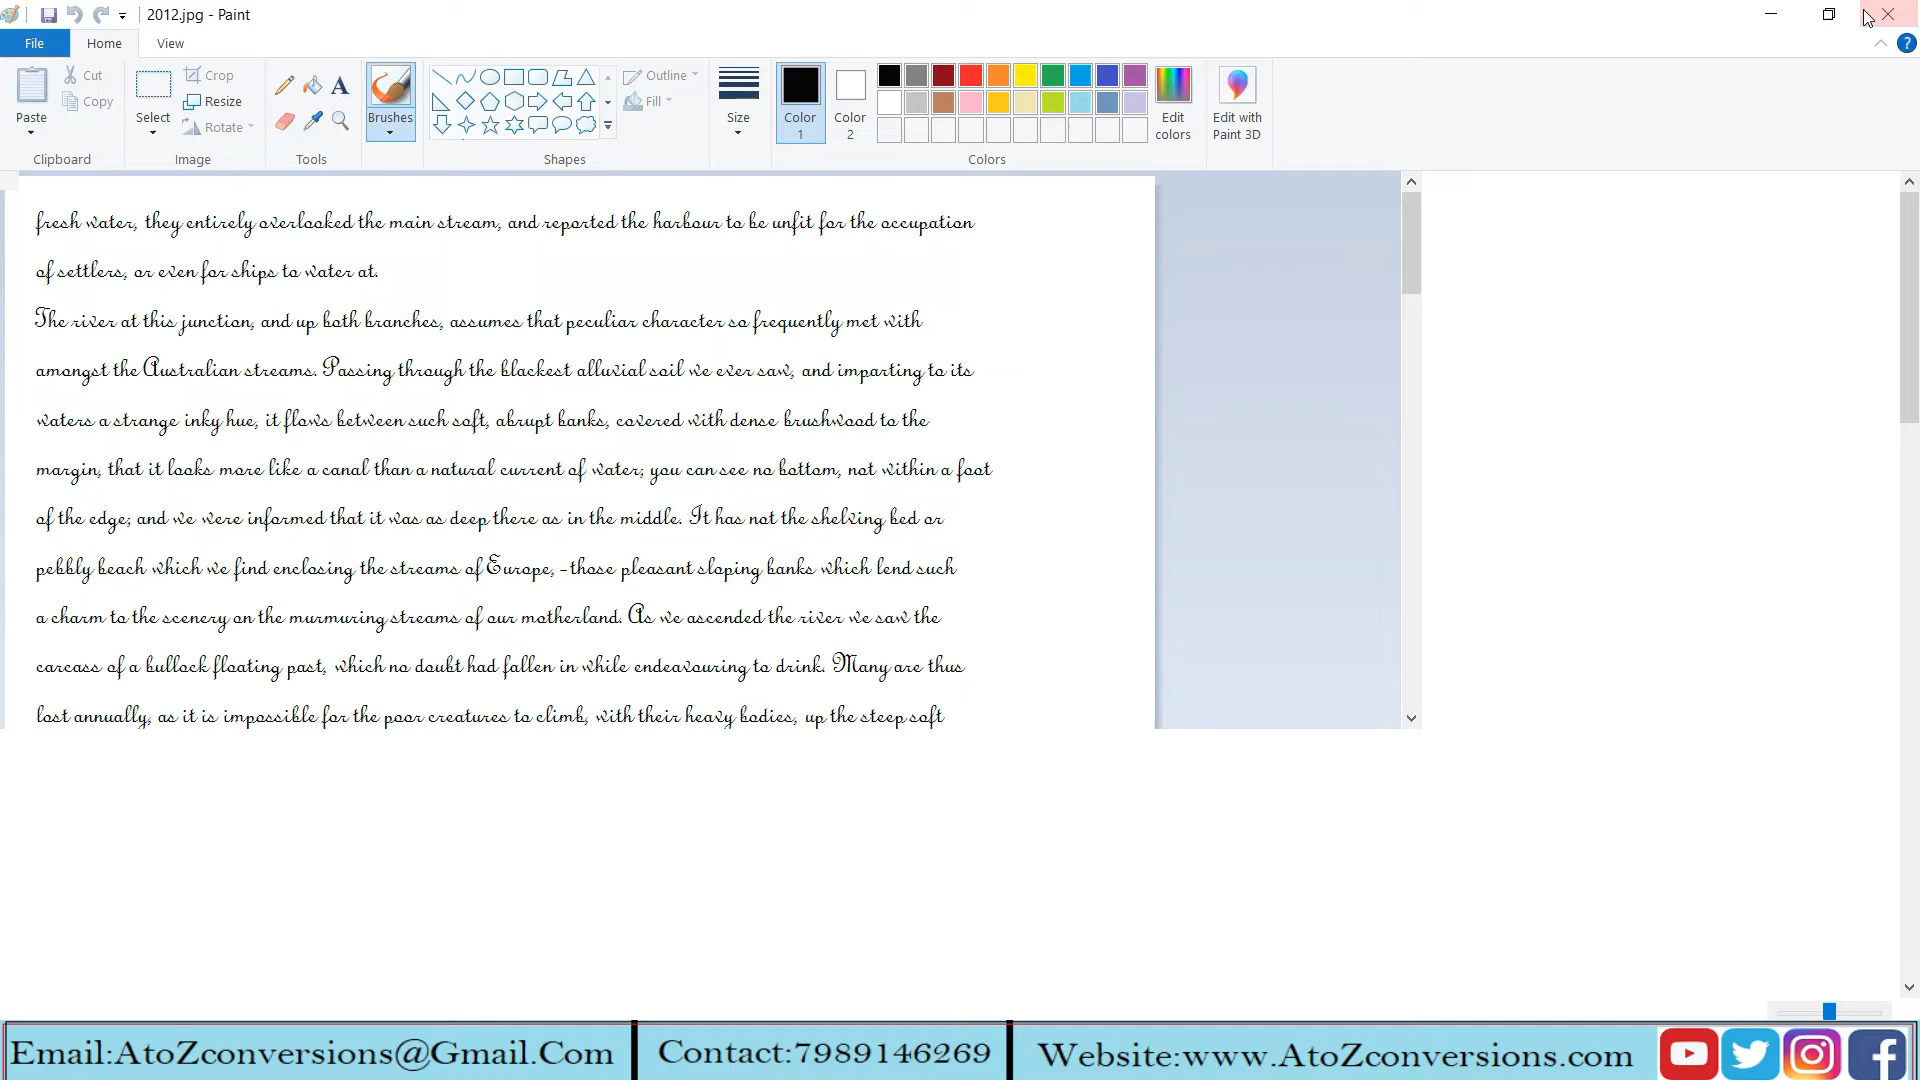 2012.jpg - Paint
File Home View
Paste Cut Copy Clipboard
Select Crop Resize Rotate Image
A Tools
Brushes
Outline Fill Shapes
Size
Color 1 Color 2 Edit colors Colors
Edit with Paint 3D
?
fresh water, they entirely overlooked the main stream, and reported the harbour to be unfit for the occupation
of settlers, or even for ships to water at.
The river at this junction, and up both branches, assumes that peculiar character so frequently met with
amongst the Australian streams. Passing through the blackest alluvial soil we ever saw, and imparting to its
waters a strange inky hue, it flows between such soft, abrupt banks, covered with dense brushwood to the
margin, that it looks more like a canal than a natural current of water; you can see no bottom, not within a foot
of the edge; and we were informed that it was as deep there as in the middle. It has not the shelving bed or
pebbly beach which we find enclosing the streams of Europe, -those pleasant sloping banks which lend such
a charm to the scenery on the murmuring streams of our motherland. As we ascended the river we saw the
carcass of a bullock floating past, which no doubt had fallen in while endeavouring to drink. Many are thus
lost annually, as it is impossible for the poor creatures to climb, with their heavy bodies, up the steep soft
Email:AtoZconversions@Gmail.Com Contact:7989146269 Website:www.AtoZconversions.com